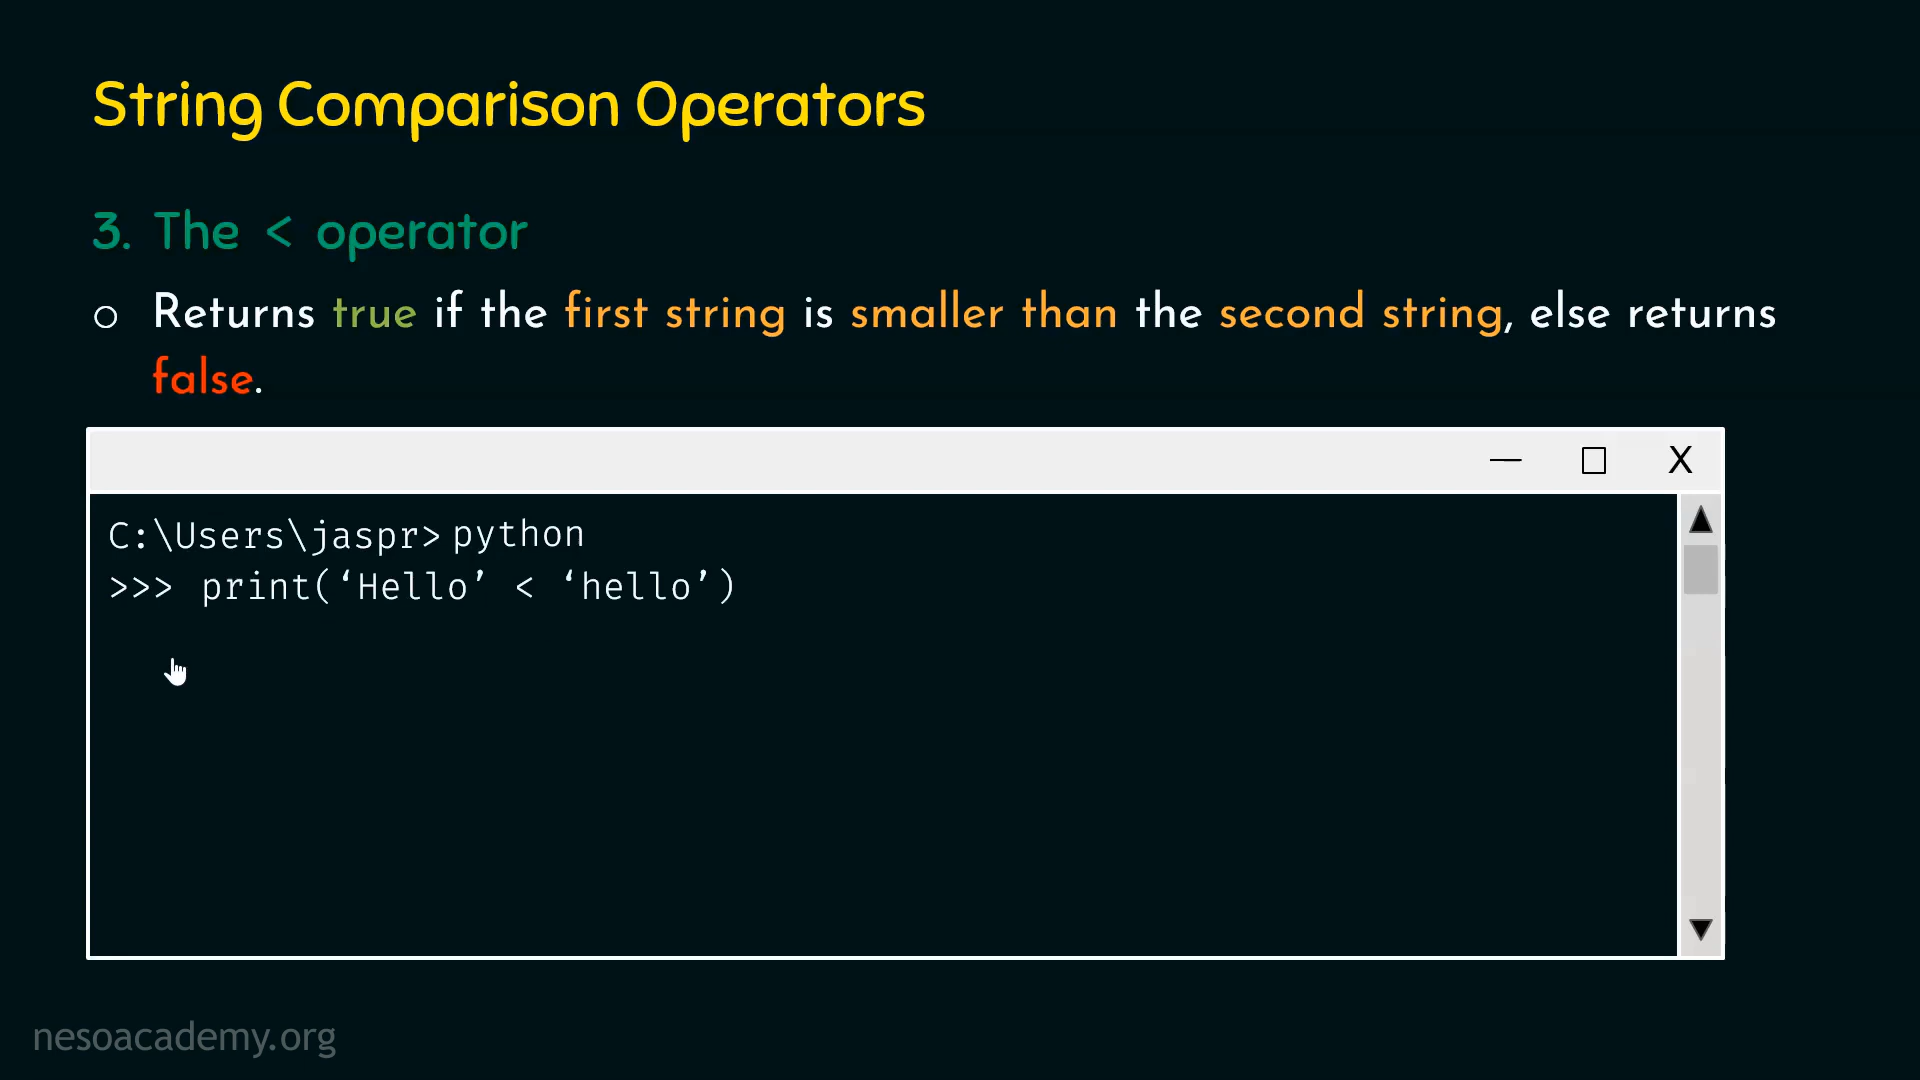 String Comparison Operators
3. The < operator
o Returns true if the first string is smaller than the second string, else returns
false.
X
C:\Users\jaspr>python
>>> print(‘Hello’ < ‘hello’)
nesoacademy.org